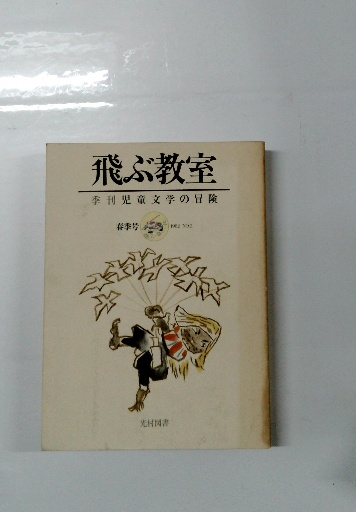 飛ぶ教室
季刊児童文学の冒険
春季号 1982
光村図書